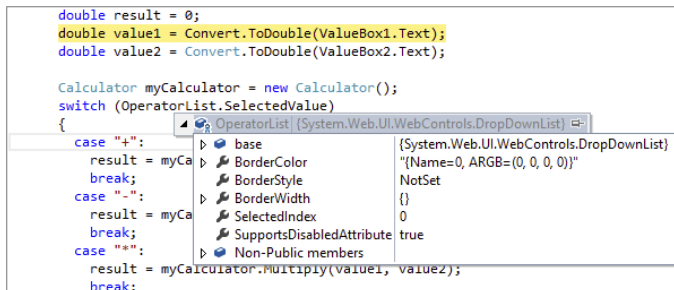 double result = 0;
double value1 = Convert.ToDouble(ValueBox1.Text);
double value2 = Convert.ToDouble(ValueBox2.Text);
Calculator myCalculator = new Calculator();
switch (OperatorList.SelectedValue)
{
OperatorList {System.Web.UI.WebControls.DropDownList}
case "+":
base {System.Web.UI.WebControls.DropDownList}
result = myCa
BorderColor "{Name=0, ARGB=(0, 0, 0, 0)}"
break;
BorderStyle NotSet
case "-":
BorderWidth {}
result = myCa
SelectedIndex 0
break;
SupportsDisabledAttribute true
case "*":
Non-Public members
result = myCalculator.Multiply(value1, value2);
break;